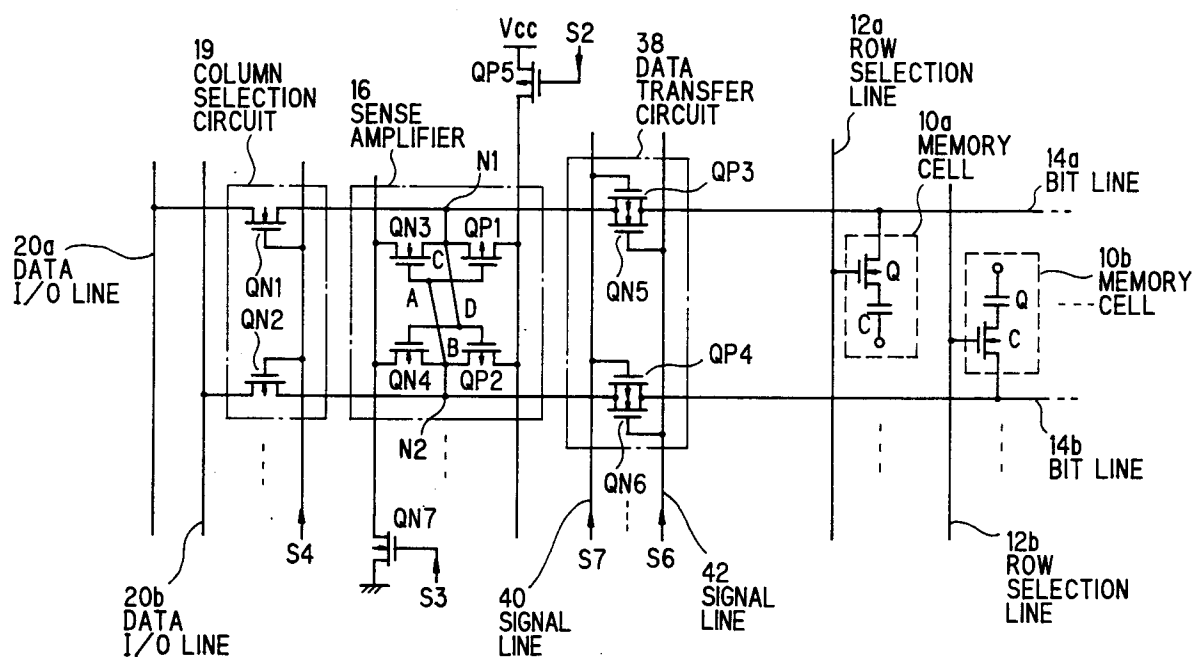 19
COLUMN
SELECTION
CIRCUIT
16
SENSE
AMPLIFIER
Vcc
S2
QP5
38
DATA
TRANSFER
CIRCUIT
12a
ROW
SELECTION
LINE
10a
MEMORY
CELL
14a
BIT LINE
N1
QP3
QN3
QP1
C
A
D
B
QN4
QP2
N2
20a
DATA
I/O LINE
QN1
QN2
QN5
QP4
QN6
Q
C
10b
MEMORY
CELL
Q
C
14b
BIT LINE
S4
QN7
S3
S7
S6
20b
DATA
I/O LINE
40
SIGNAL
LINE
42
SIGNAL
LINE
12b
ROW
SELECTION
LINE